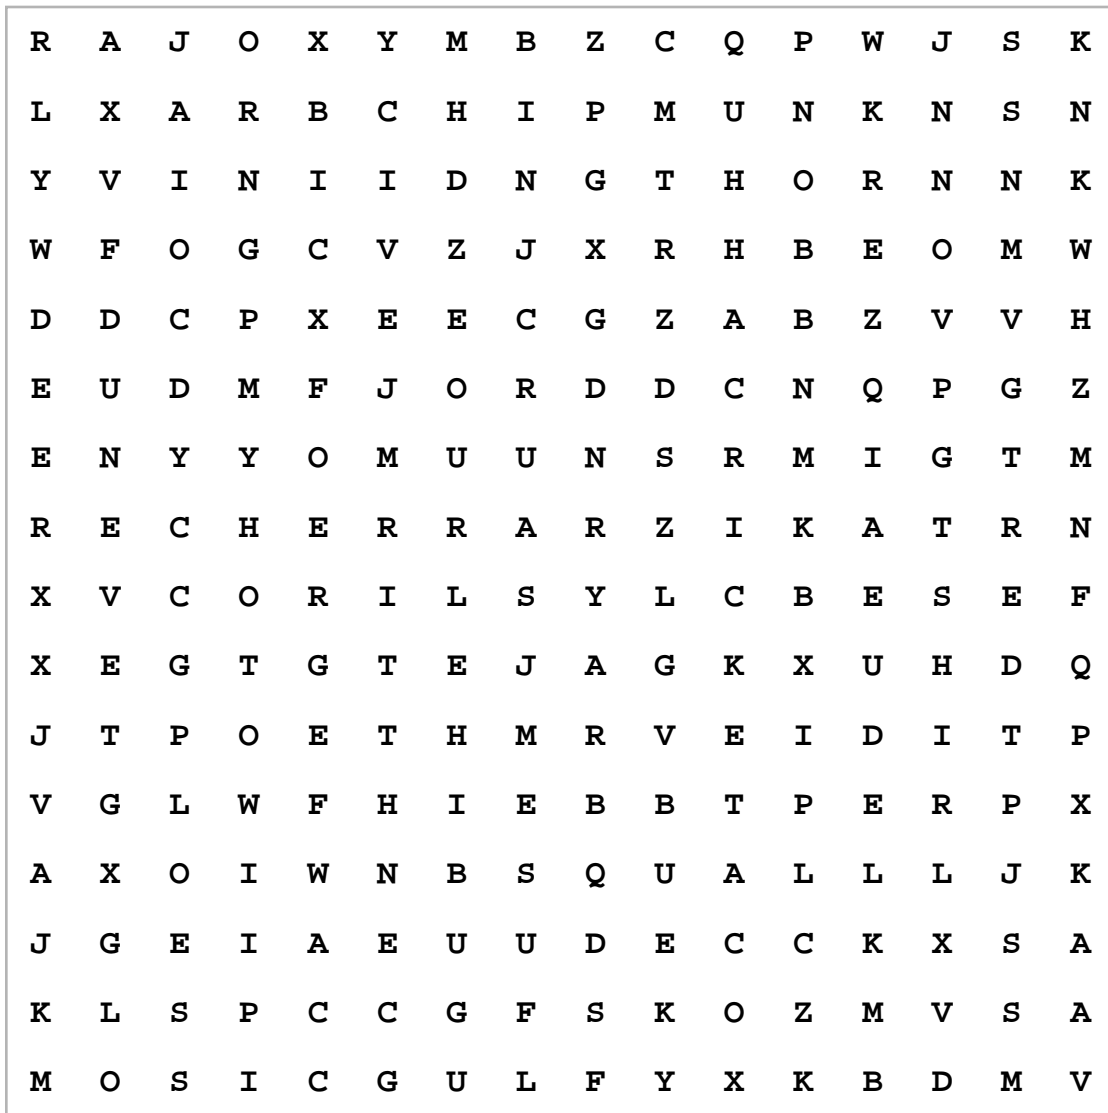 R A J O X Y M B Z C Q P W J S K
L X A R B C H I P M U N K N S N
Y V I N I I D N G T H O R N N K
W F O G C V Z J X R H B E O M W
D D C P X E E C G Z A B Z V V H
E U D M F J O R D D C N Q P G Z
E N Y Y O M U U N S R M I G T M
R E C H E R R A R Z I K A T R N
X V C O R I L S Y L C B E S E F
X E G T G T E J A G K X U H D Q
J T P O E T H M R V E I D I T P
V G L W F H I E B B T P E R P X
A X O I W N B S Q U A L L L J K
J G E I A E U U D E C C K X S A
K L S P C C G F S K O Z M V S A
M O S I C G U L F Y X K B D M V